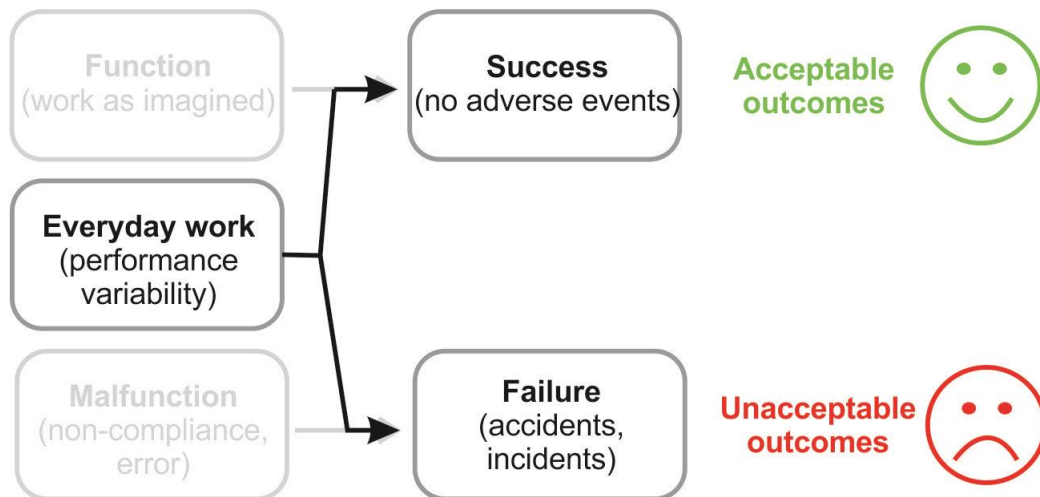 Function
(work as imagined)
Success
(no adverse events)
Acceptable
outcomes
Everyday work
(performance
variability)
Malfunction
(non-compliance,
error)
Failure
(accidents,
incidents)
Unacceptable
outcomes